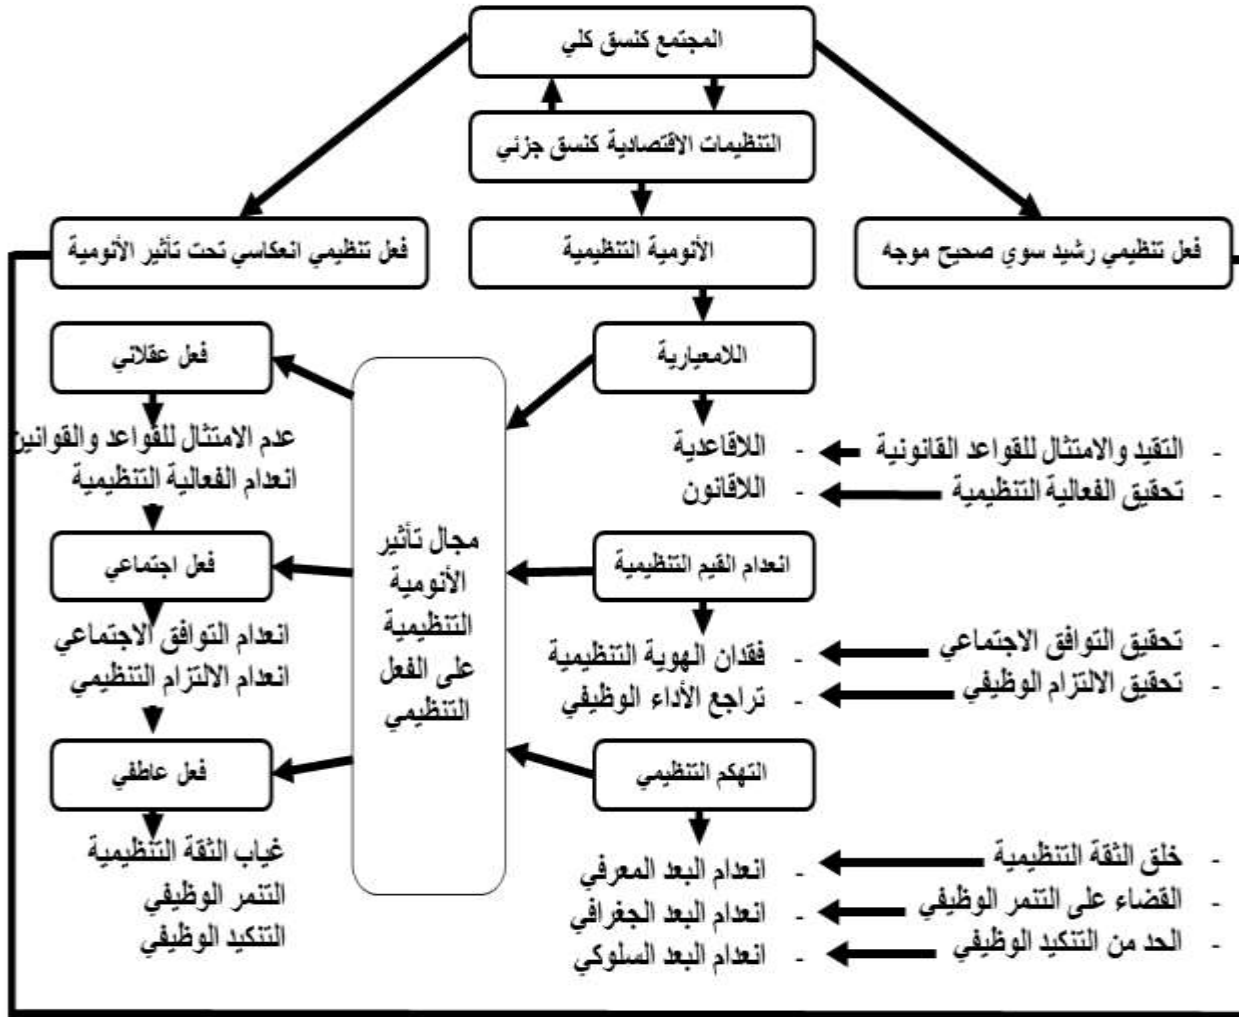 المجتمع كنسق كلي
التنظيمات الاقتصادية كنسق جزئي
فعل تنظيمي رشيد سوي صحيح موجه
الأنومية التنظيمية
فعل تنظيمي انعكاسي تحت تأثير الأنومية
اللامعيارية
فعل عقلاني
- التقيد والامتثال للقواعد القانونية
- تحقيق الفعالية التنظيمية
- اللاقاعدية
- اللاقانون
عدم الامتثال للقواعد والقوانين
انعدام الفعالية التنظيمية
مجال تأثير
الأنومية
التنظيمية
على الفعل
التنظيمي
انعدام القيم التنظيمية
فعل اجتماعي
- تحقيق التوافق الاجتماعي
- تحقيق الالتزام الوظيفي
- فقدان الهوية التنظيمية
- تراجع الأداء الوظيفي
انعدام التوافق الاجتماعي
انعدام الالتزام التنظيمي
التهكم التنظيمي
فعل عاطفي
- خلق الثقة التنظيمية
- القضاء على التنمر الوظيفي
- الحد من التنكيد الوظيفي
- انعدام البعد المعرفي
- انعدام البعد الجغرافي
- انعدام البعد السلوكي
غياب الثقة التنظيمية
التنمر الوظيفي
التنكيد الوظيفي